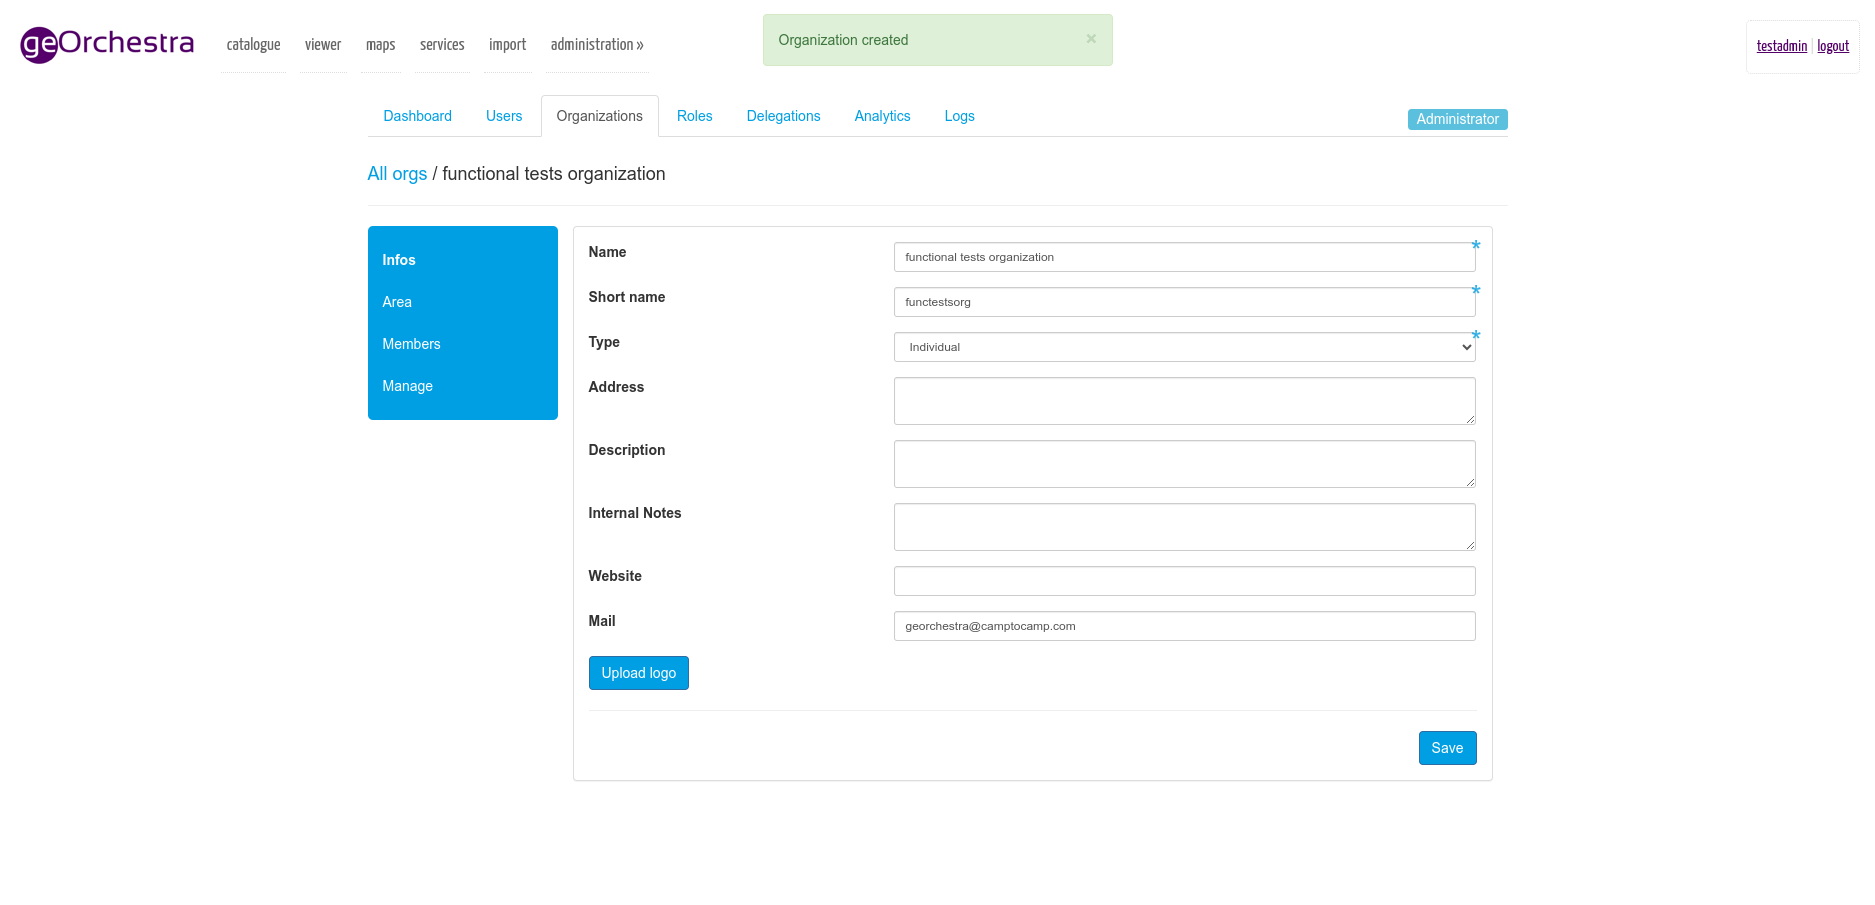 geOrchestra
catalogue viewer maps services import administration »
Organization created ×
testadmin | logout
Dashboard Users Organizations Roles Delegations Analytics Logs
Administrator
All orgs / functional tests organization
Infos
Area
Members
Manage
Name functional tests organization *
Short name functestsorg *
Type Individual *
Address
Description
Internal Notes
Website
Mail georchestra@camptocamp.com
Upload logo
Save